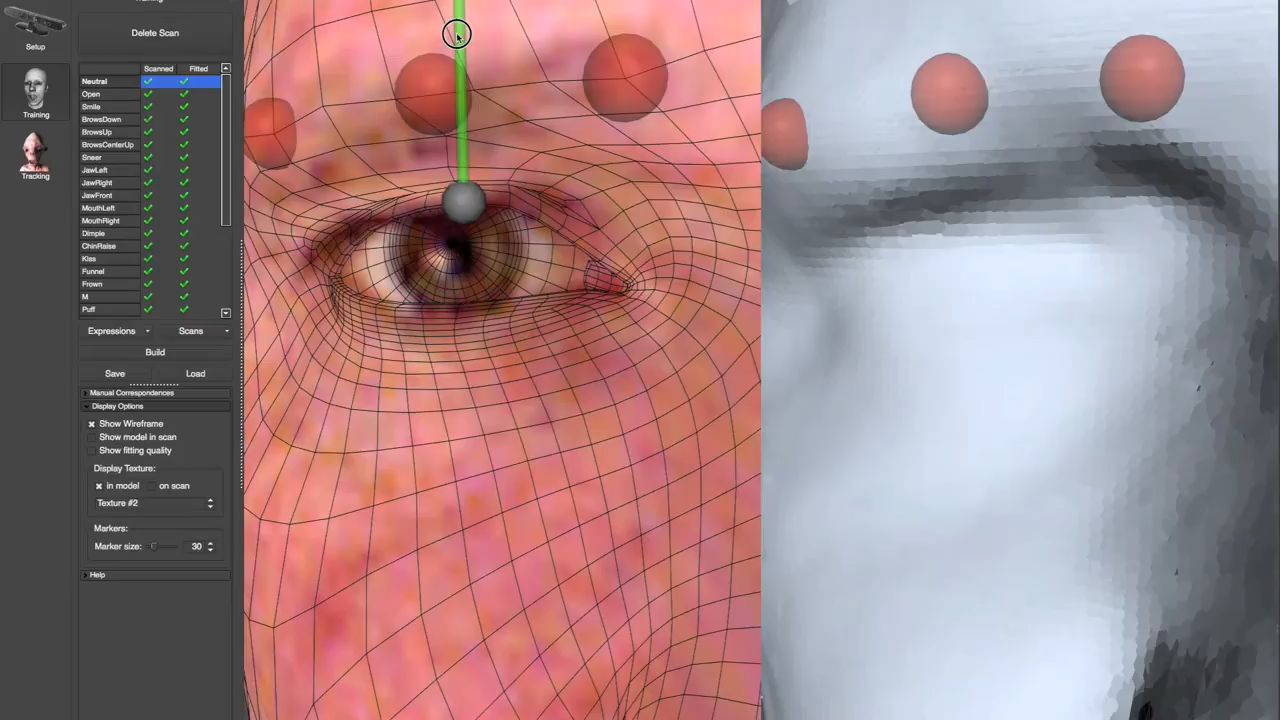 Training
Delete Scan
Setup
Training
Tracking
Scanned Fitted
Neutral
Open
Smile
BrowsDown
BrowsUp
BrowsCenterUp
Sneer
JawLeft
JawRight
JawFront
MouthLeft
MouthRight
Dimple
ChinRaise
Kiss
Funnel
Frown
M
Puff
Expressions Scans
Build
Save Load
Manual Correspondences
Display Options
Show Wireframe
Show model in scan
Show fitting quality
Display Texture:
in model on scan
Texture #2
Markers:
Marker size: 30
Help